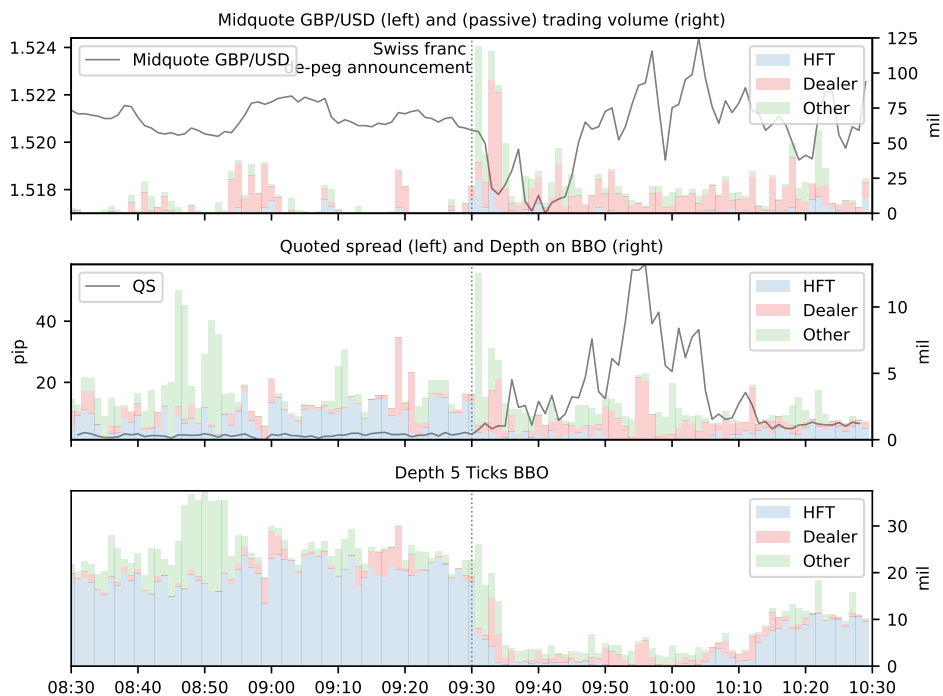 Midquote GBP/USD (left) and (passive) trading volume (right)
1.524
1.522
1.520
1.518
Midquote GBP/USD
Swiss franc
de-peg announcement
HFT
Dealer
Other
125
100
75
50
25
0
mil
Quoted spread (left) and Depth on BBO (right)
40
20
pip
QS
HFT
Dealer
Other
10
5
0
mil
Depth 5 Ticks BBO
HFT
Dealer
Other
30
20
10
0
mil
08:30 08:40 08:50 09:00 09:10 09:20 09:30 09:40 09:50 10:00 10:10 10:20 10:30